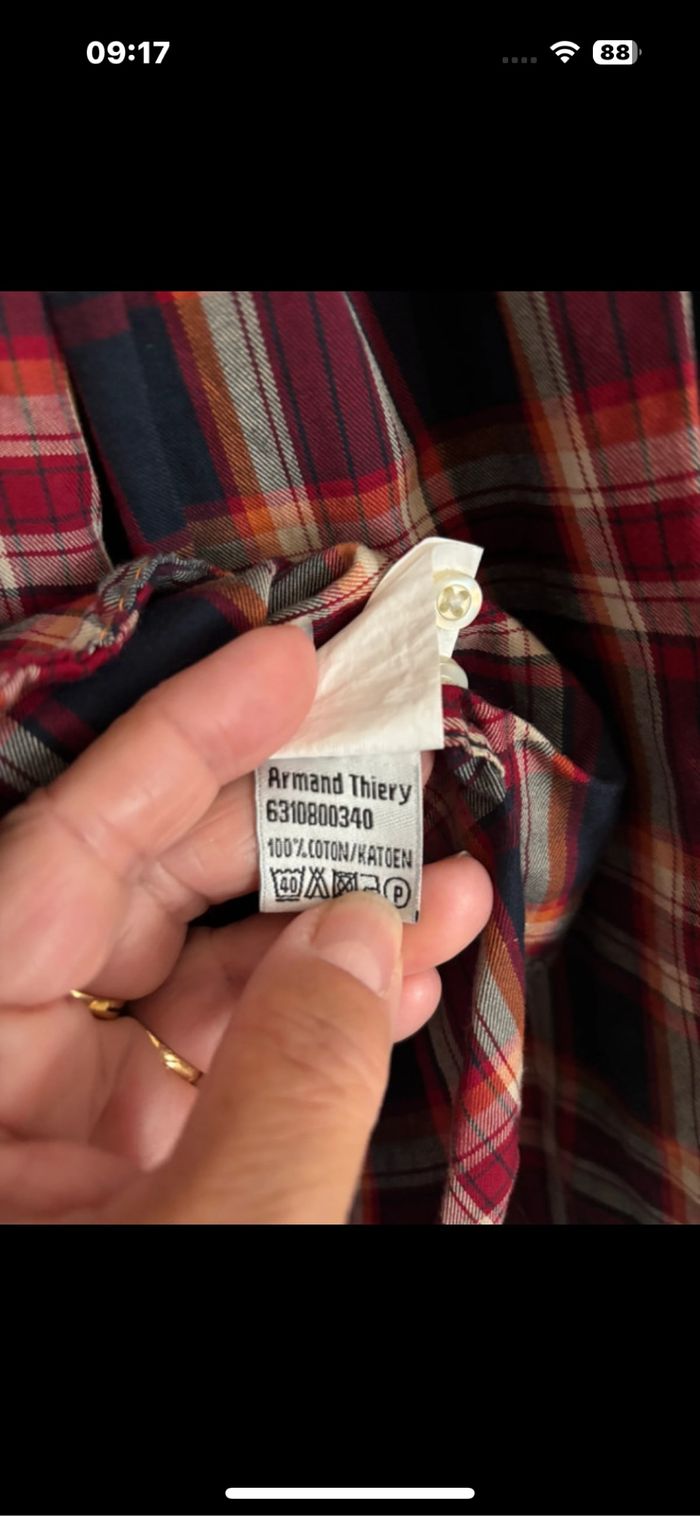 09:17
88
Armand Thiery
6310800340
100% COTON/KATOEN
40 P